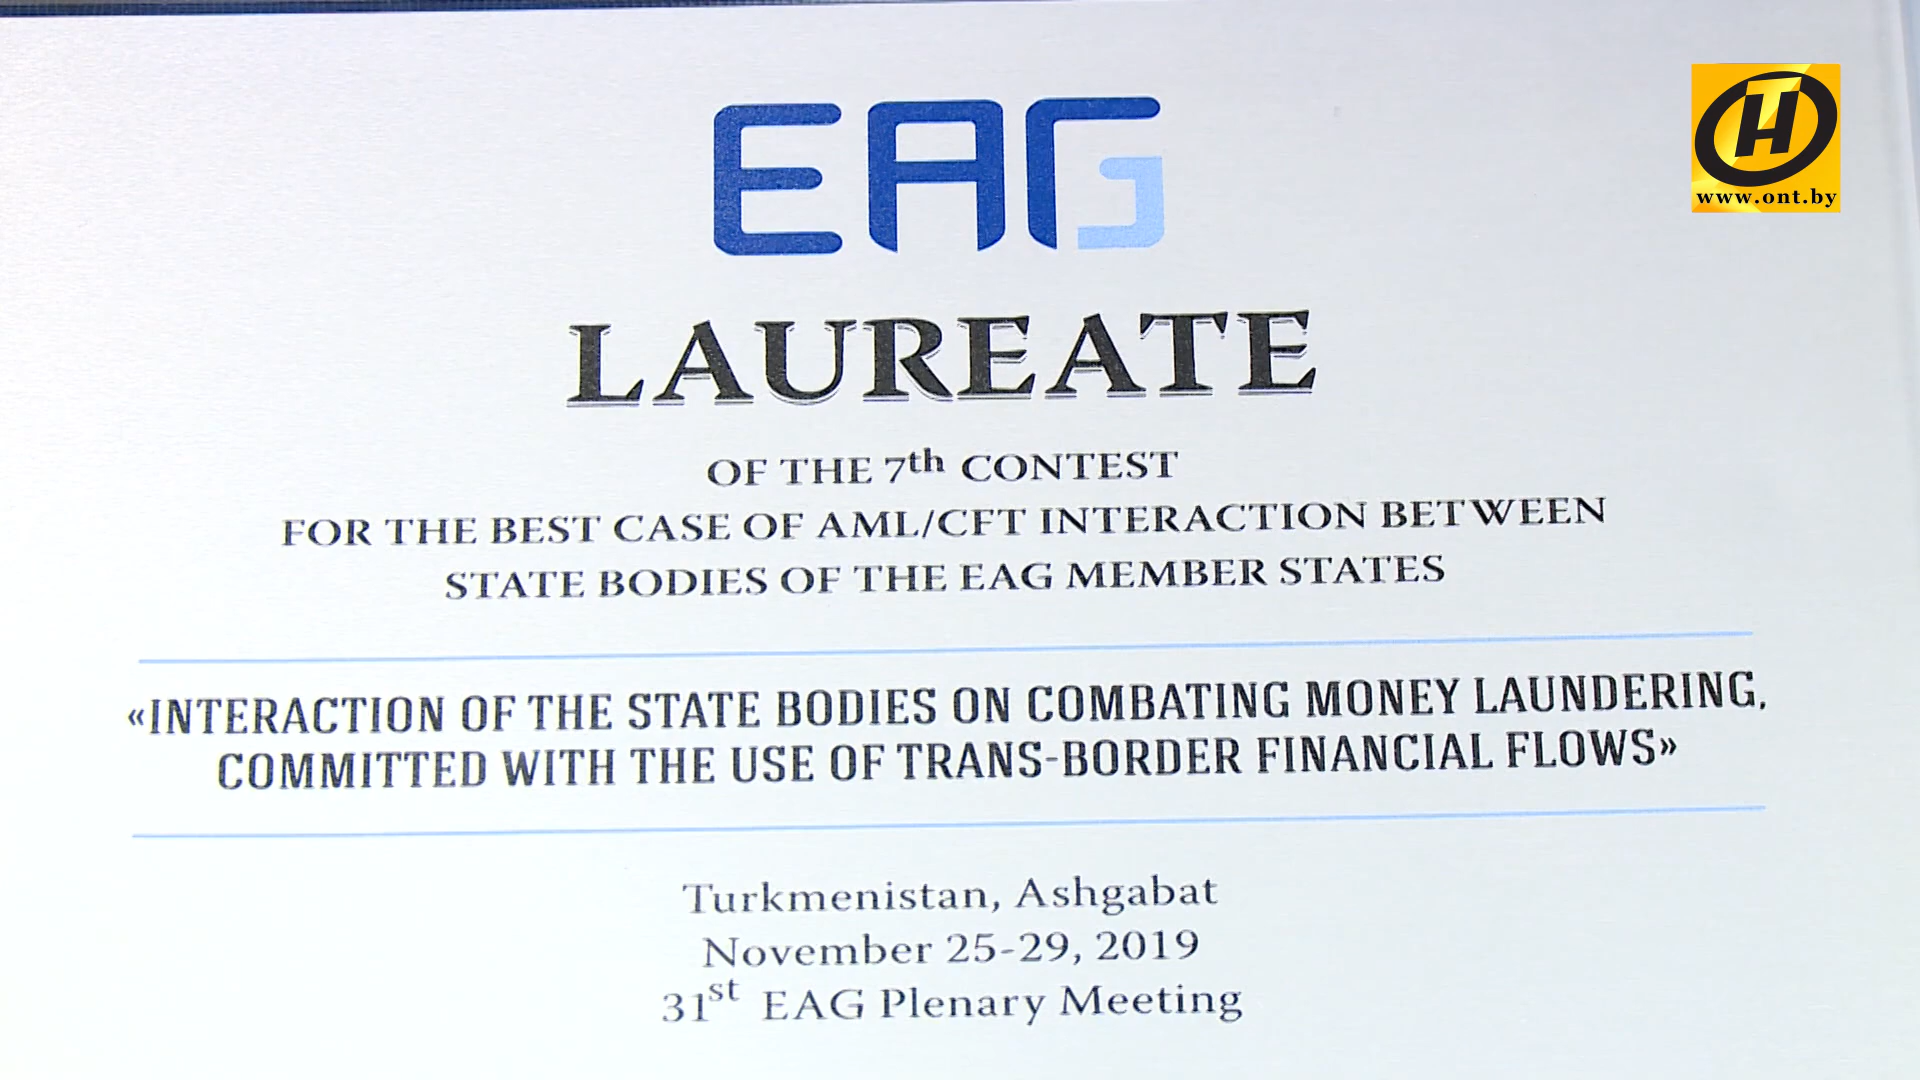 EAG
LAUREATE
OF THE 7th CONTEST
FOR THE BEST CASE OF AML/CFT INTERACTION BETWEEN
STATE BODIES OF THE EAG MEMBER STATES
«INTERACTION OF THE STATE BODIES ON COMBATING MONEY LAUNDERING,
COMMITTED WITH THE USE OF TRANS-BORDER FINANCIAL FLOWS»
Turkmenistan, Ashgabat
November 25-29, 2019
31st EAG Plenary Meeting
ОНТ
www.ont.by